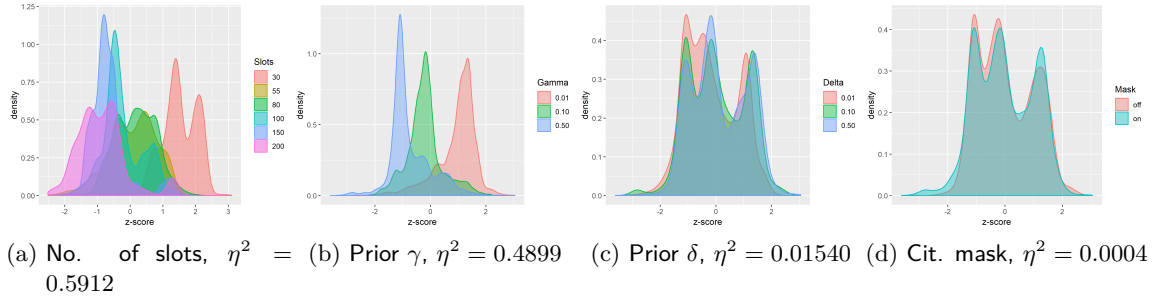 1.25
1.00
0.75
0.50
0.25
0.00
density
-2 -1 0 1 2 3
z-score
Slots
30
55
80
100
150
200
1.0
0.5
0.0
density
-2 0 2
z-score
Gamma
0.01
0.10
0.50
0.4
0.3
0.2
0.1
0.0
density
-2 0 2
z-score
Delta
0.01
0.10
0.50
0.4
0.3
0.2
0.1
0.0
density
-2 0 2
z-score
Mask
off
on
(a) No. of slots, η² =
0.5912
(b) Prior γ, η² = 0.4899
(c) Prior δ, η² = 0.01540
(d) Cit. mask, η² = 0.0004